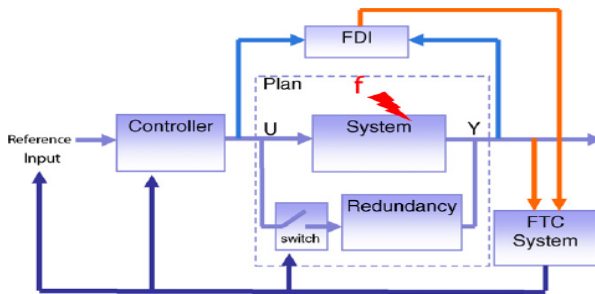 FDI
Plan
f
Controller
U
System
Y
Reference
Input
Redundancy
switch
FTC
System